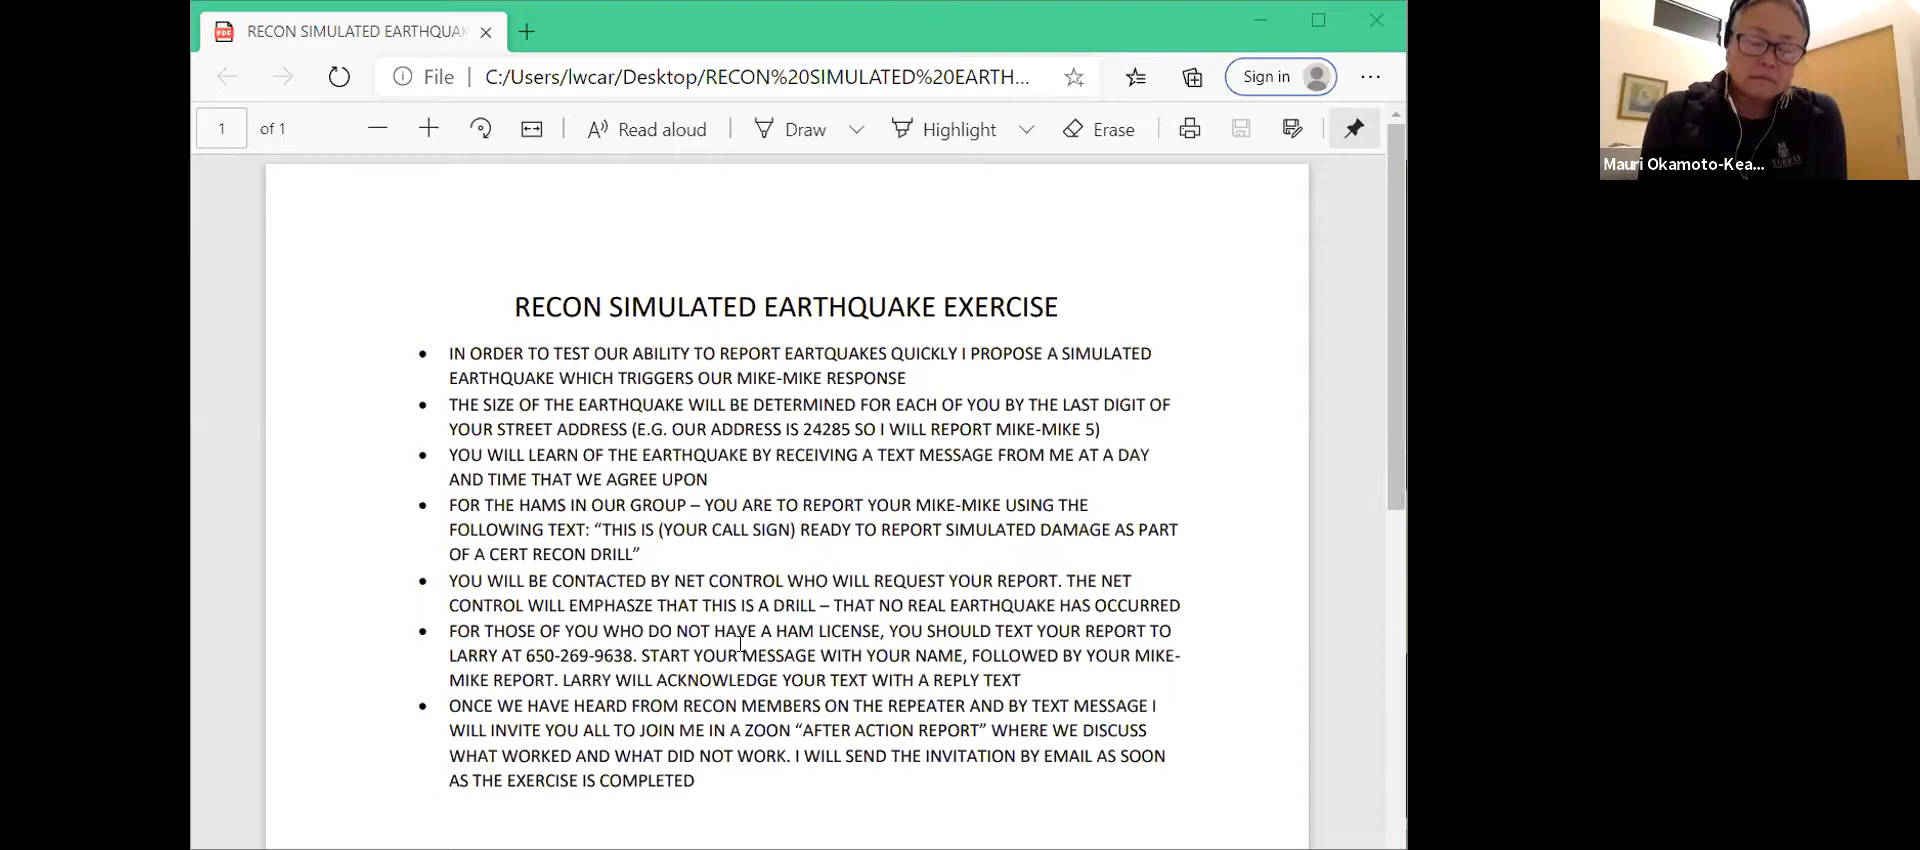 RECON SIMULATED EARTHQUAK
1 of 1
File
C:/Users/lwcar/Desktop/RECON%20SIMULATED%20EARTH...
Sign in
Read aloud
Draw
Highlight
Erase
RECON SIMULATED EARTHQUAKE EXERCISE
• IN ORDER TO TEST OUR ABILITY TO REPORT EARTQUAKES QUICKLY I PROPOSE A SIMULATED
EARTHQUAKE WHICH TRIGGERS OUR MIKE-MIKE RESPONSE
• THE SIZE OF THE EARTHQUAKE WILL BE DETERMINED FOR EACH OF YOU BY THE LAST DIGIT OF
YOUR STREET ADDRESS (E.G. OUR ADDRESS IS 24285 SO I WILL REPORT MIKE-MIKE 5)
• YOU WILL LEARN OF THE EARTHQUAKE BY RECEIVING A TEXT MESSAGE FROM ME AT A DAY
AND TIME THAT WE AGREE UPON
• FOR THE HAMS IN OUR GROUP – YOU ARE TO REPORT YOUR MIKE-MIKE USING THE
FOLLOWING TEXT: “THIS IS (YOUR CALL SIGN) READY TO REPORT SIMULATED DAMAGE AS PART
OF A CERT RECON DRILL”
• YOU WILL BE CONTACTED BY NET CONTROL WHO WILL REQUEST YOUR REPORT. THE NET
CONTROL WILL EMPHASZE THAT THIS IS A DRILL – THAT NO REAL EARTHQUAKE HAS OCCURRED
• FOR THOSE OF YOU WHO DO NOT HAVE A HAM LICENSE, YOU SHOULD TEXT YOUR REPORT TO
LARRY AT 650-269-9638. START YOUR MESSAGE WITH YOUR NAME, FOLLOWED BY YOUR MIKE-
MIKE REPORT. LARRY WILL ACKNOWLEDGE YOUR TEXT WITH A REPLY TEXT
• ONCE WE HAVE HEARD FROM RECON MEMBERS ON THE REPEATER AND BY TEXT MESSAGE I
WILL INVITE YOU ALL TO JOIN ME IN A ZOON “AFTER ACTION REPORT” WHERE WE DISCUSS
WHAT WORKED AND WHAT DID NOT WORK. I WILL SEND THE INVITATION BY EMAIL AS SOON
AS THE EXERCISE IS COMPLETED
Mauri Okamoto-Kea...